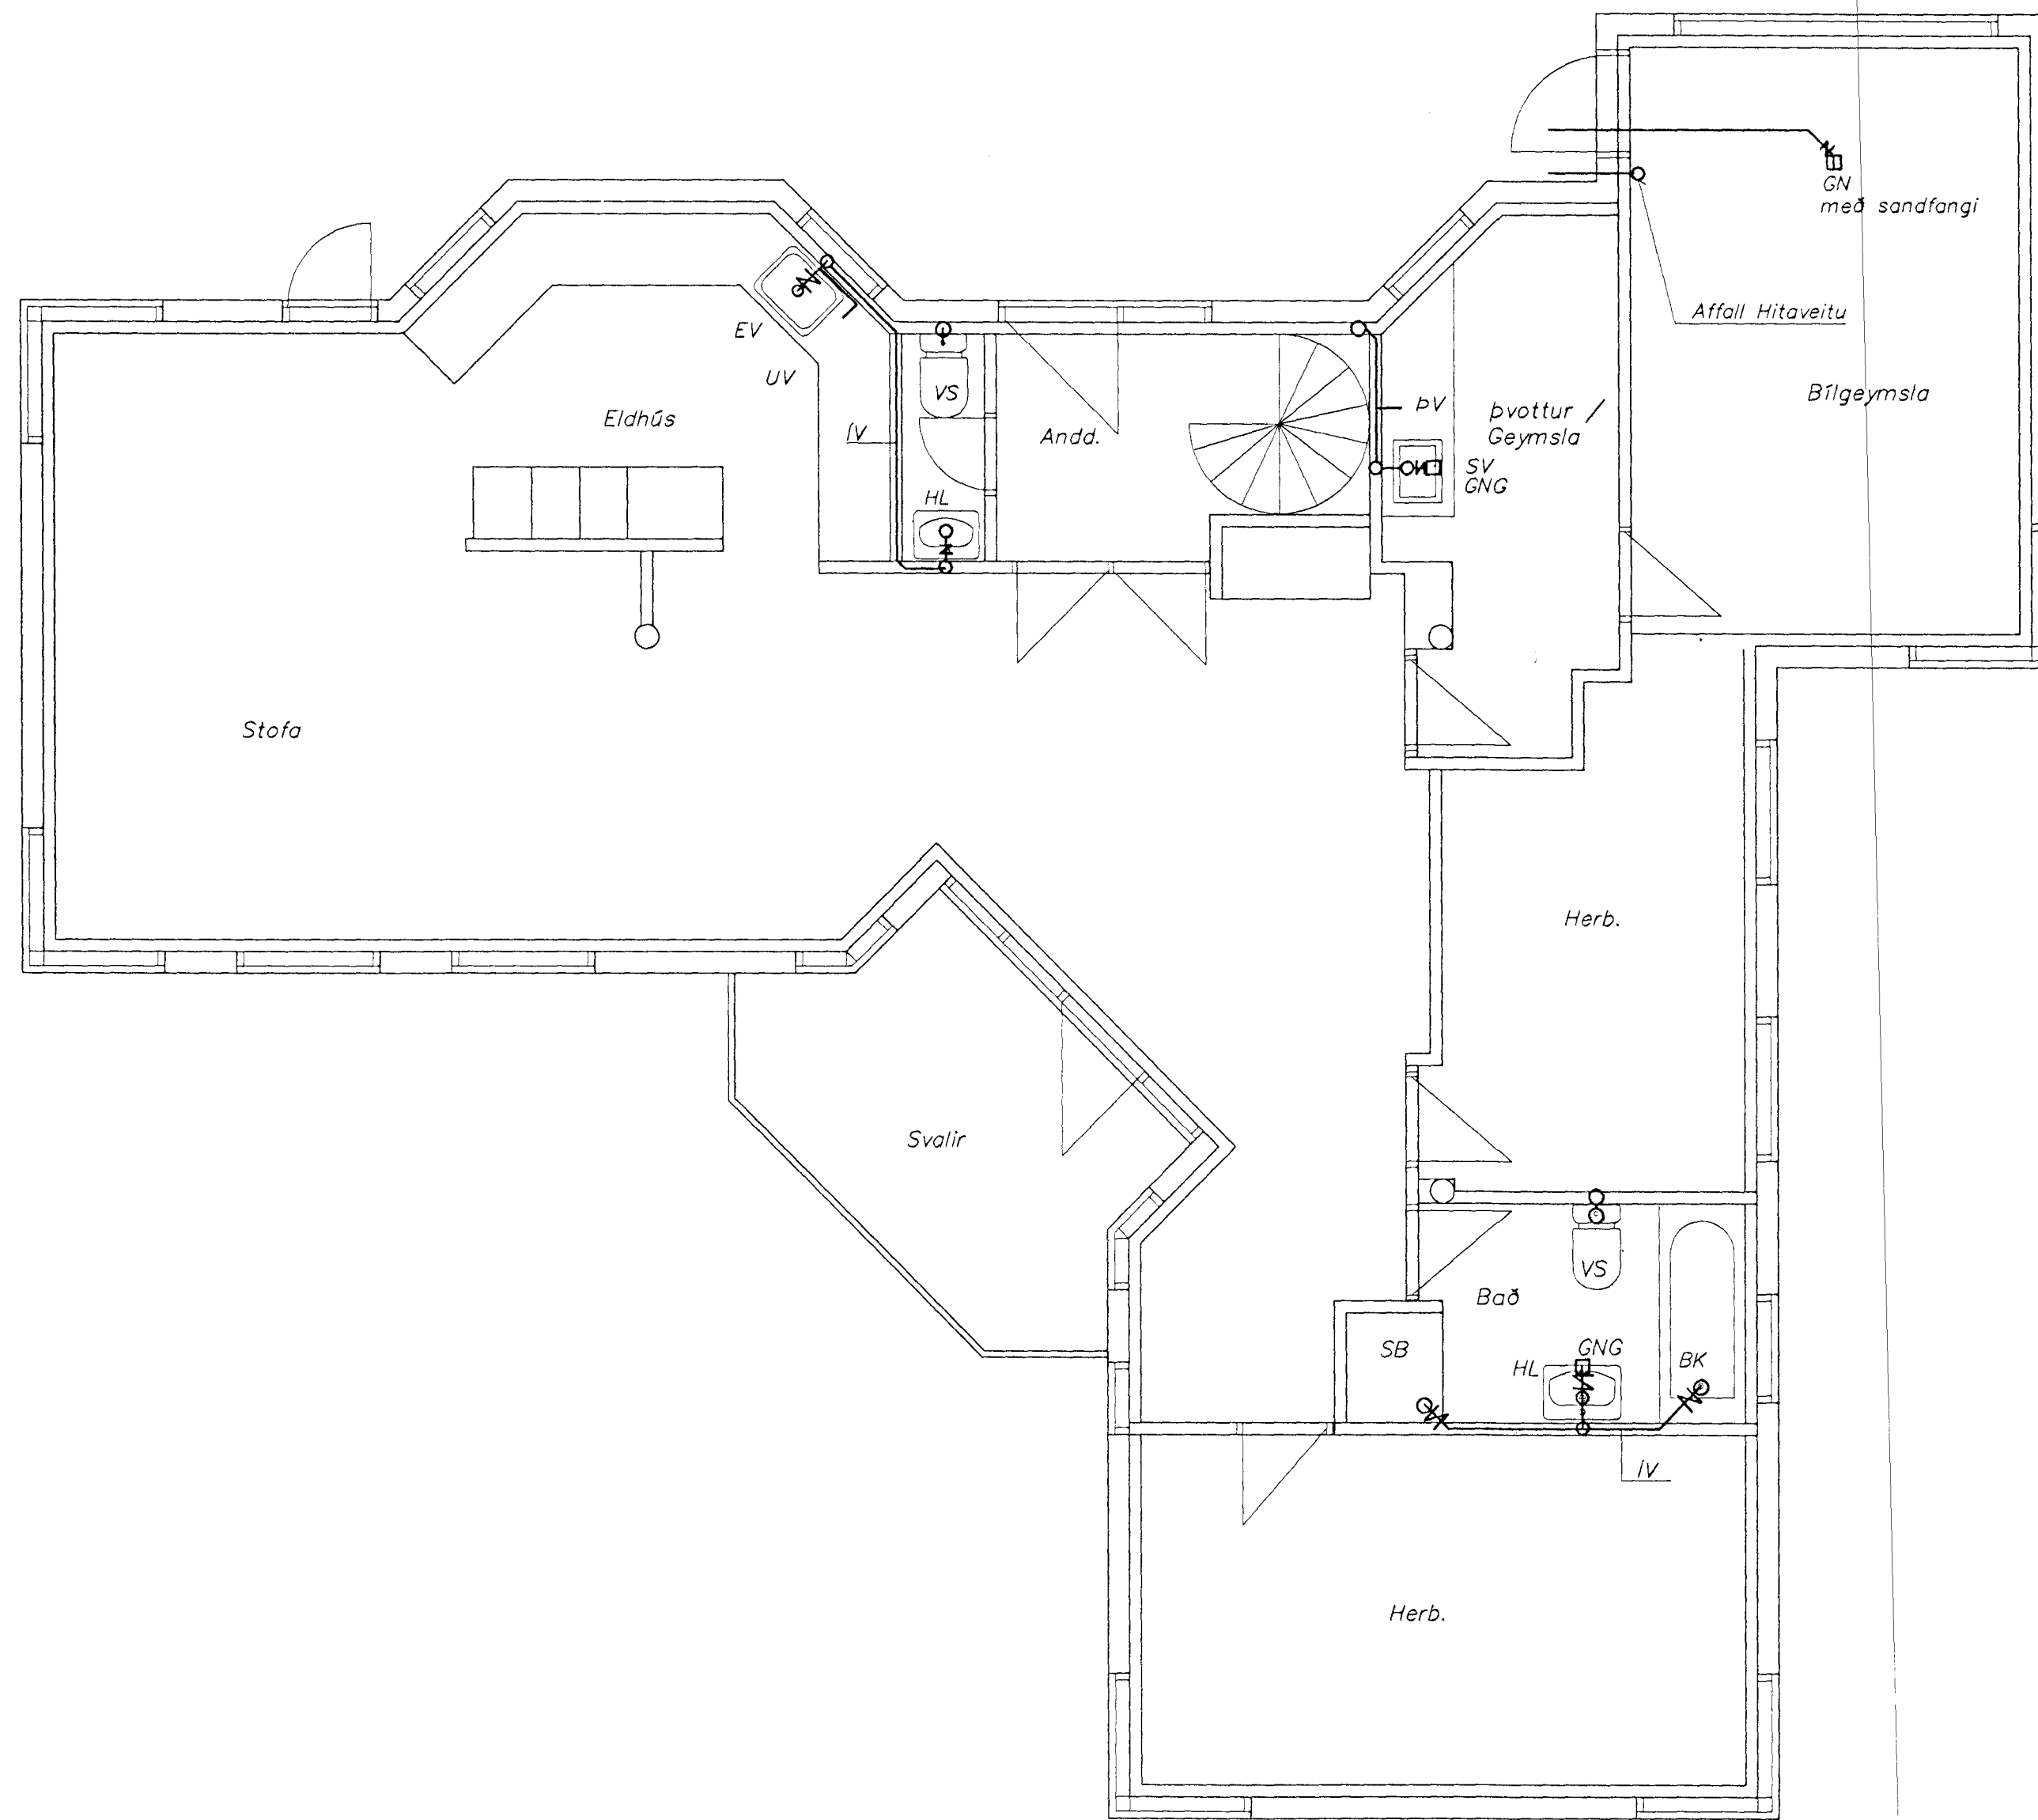 GN
með sandfangi
Affall Hitaveitu
EV
UV
VS
Bílgeymsla
Eldhús
ÍV
Andd.
ÞV
Þvottur /
Geymsla
SV
GNG
HL
Stofa
Herb.
Svalir
VS
Bað
SB
GNG
HL
BK
ÍV
Herb.